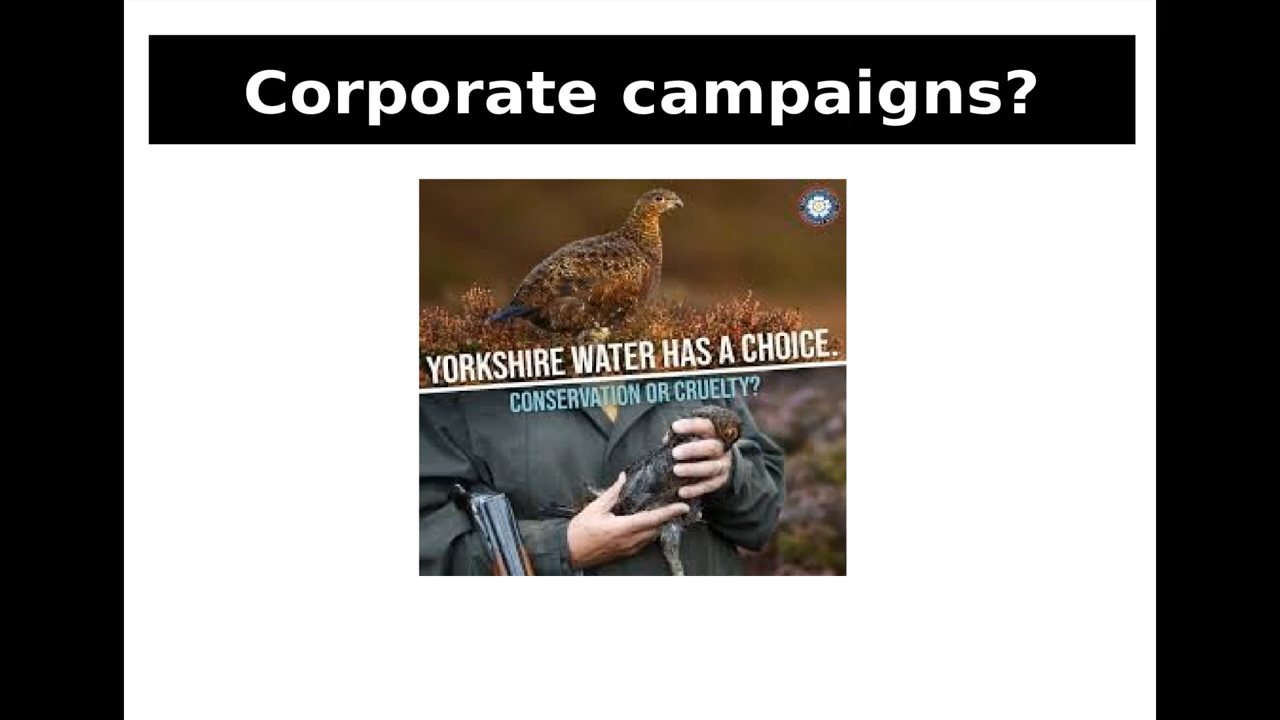 Corporate campaigns?
YORKSHIRE WATER HAS A CHOICE.
CONSERVATION OR CRUELTY?